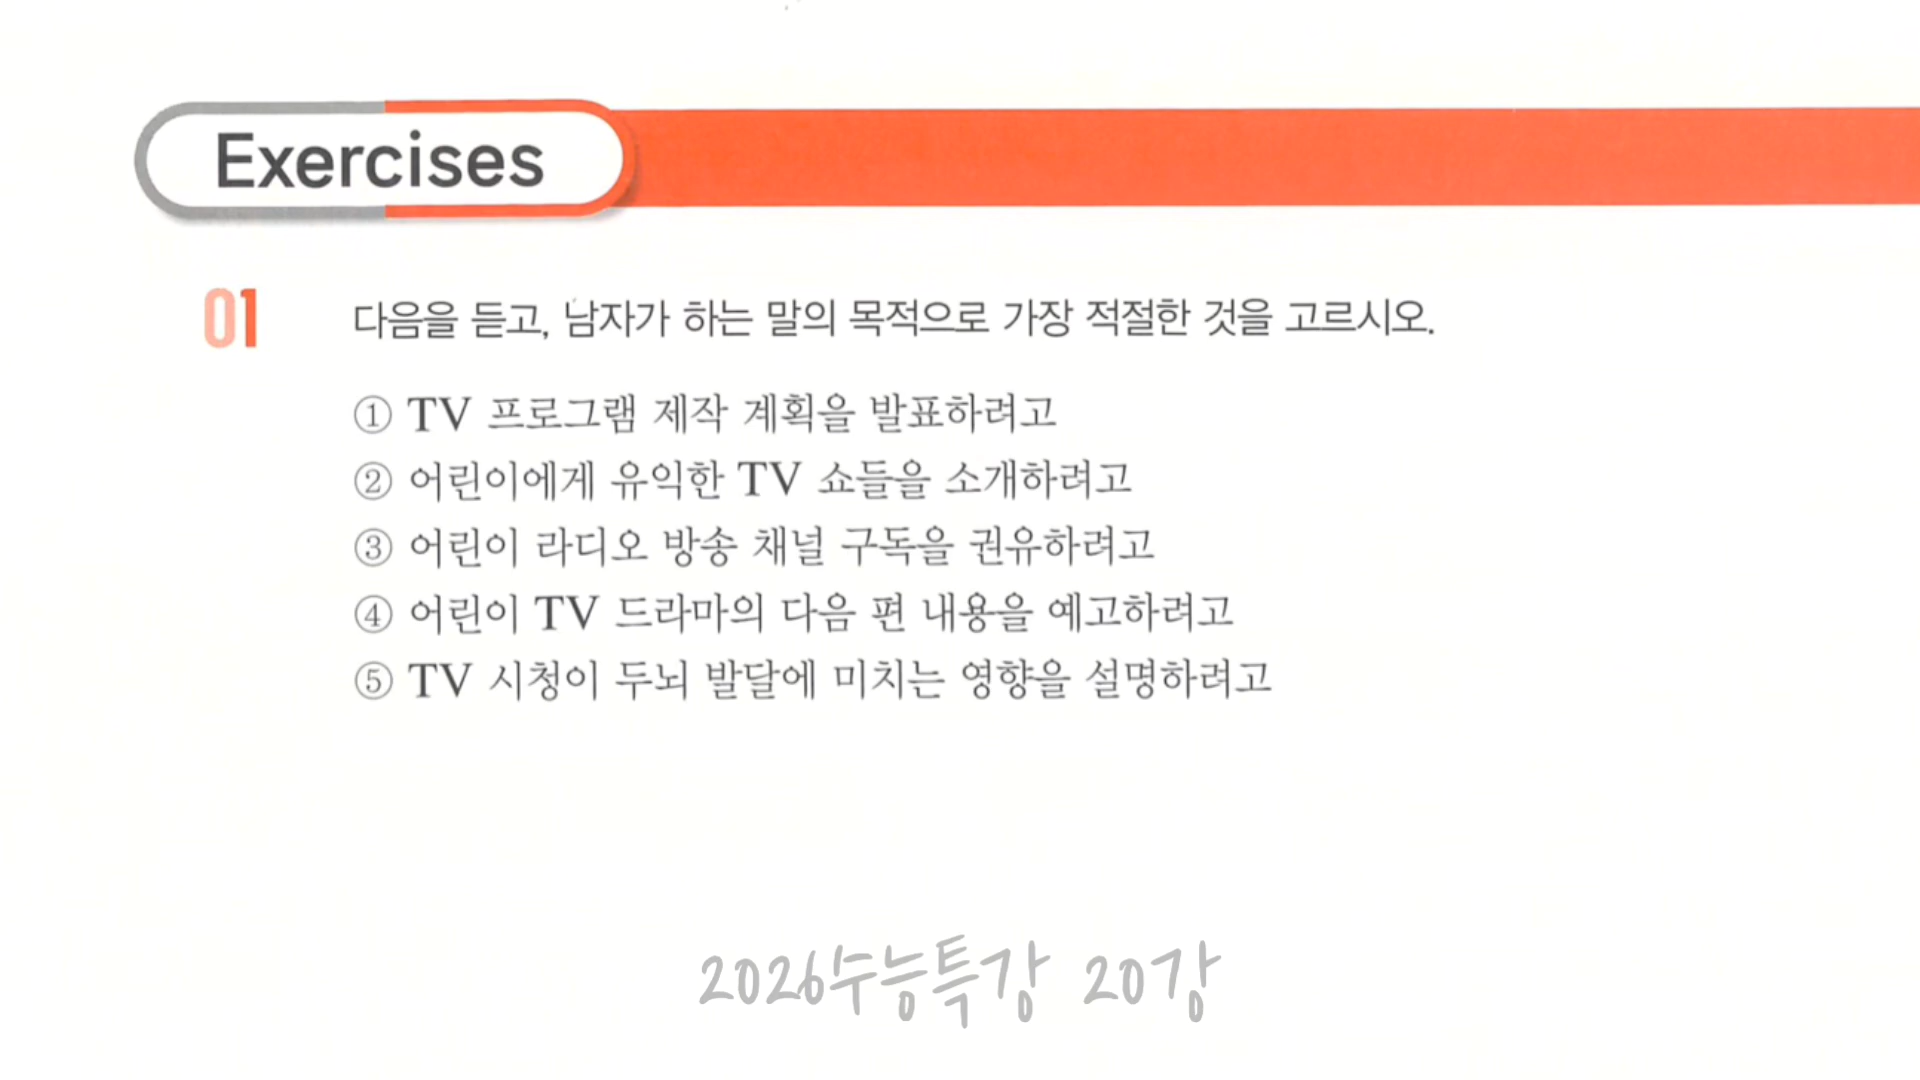 Exercises
01 다음을 듣고, 남자가 하는 말의 목적으로 가장 적절한 것을 고르시오.
① TV 프로그램 제작 계획을 발표하려고
② 어린이에게 유익한 TV 쇼들을 소개하려고
③ 어린이 라디오 방송 채널 구독을 권유하려고
④ 어린이 TV 드라마의 다음 편 내용을 예고하려고
⑤ TV 시청이 두뇌 발달에 미치는 영향을 설명하려고
2026수능특강 20강